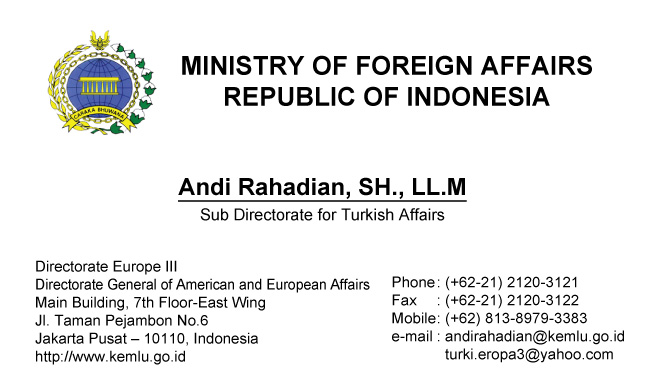 CARAKA BHUWANA
MINISTRY OF FOREIGN AFFAIRS
REPUBLIC OF INDONESIA
Andi Rahadian, SH., LL.M
Sub Directorate for Turkish Affairs
Directorate Europe III
Directorate General of American and European Affairs
Main Building, 7th Floor-East Wing
Jl. Taman Pejambon No.6
Jakarta Pusat – 10110, Indonesia
http://www.kemlu.go.id
Phone : (+62-21) 2120-3121
Fax : (+62-21) 2120-3122
Mobile : (+62) 813-8979-3383
e-mail : andirahadian@kemlu.go.id
turki.eropa3@yahoo.com